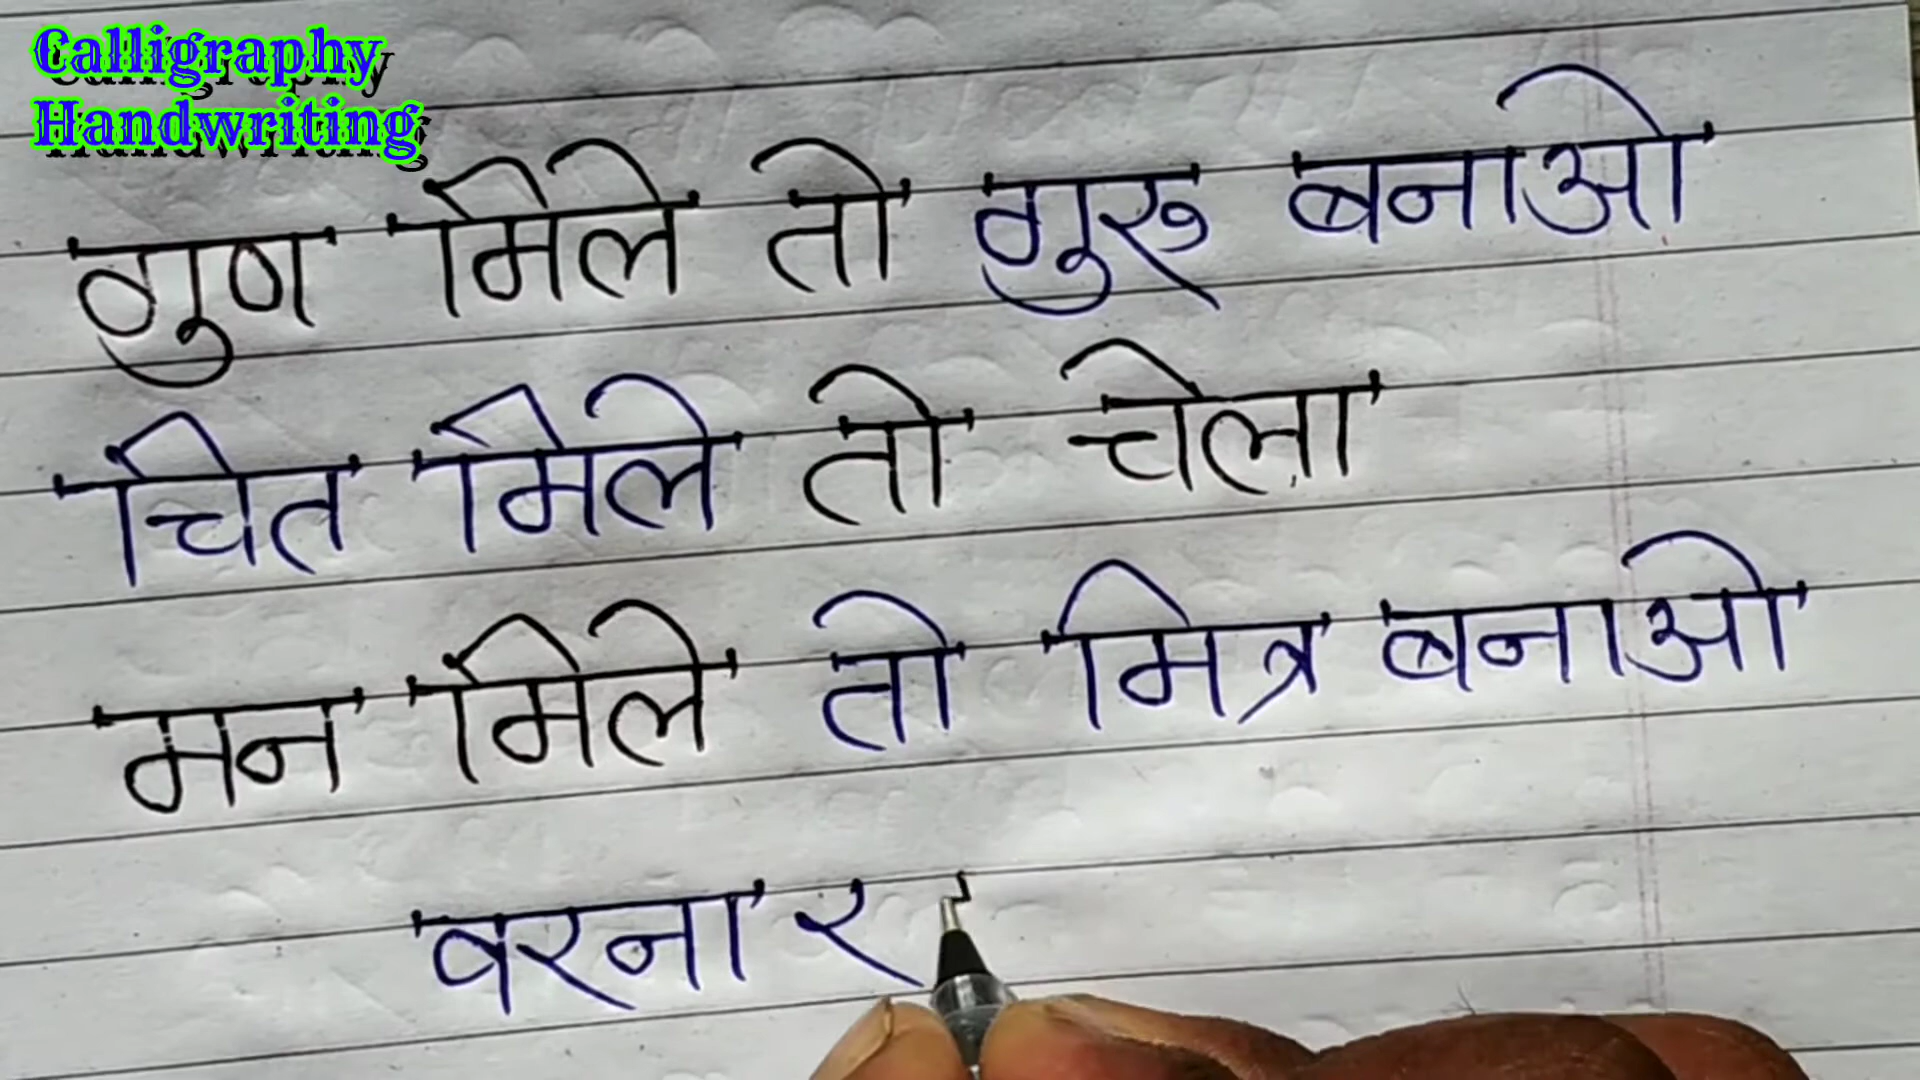 Calligraphy
Handwriting
गुण मिले तो गुरु बनाओ
चित मिले तो चेला
मन मिले तो मित्र बनाओ
वरना र